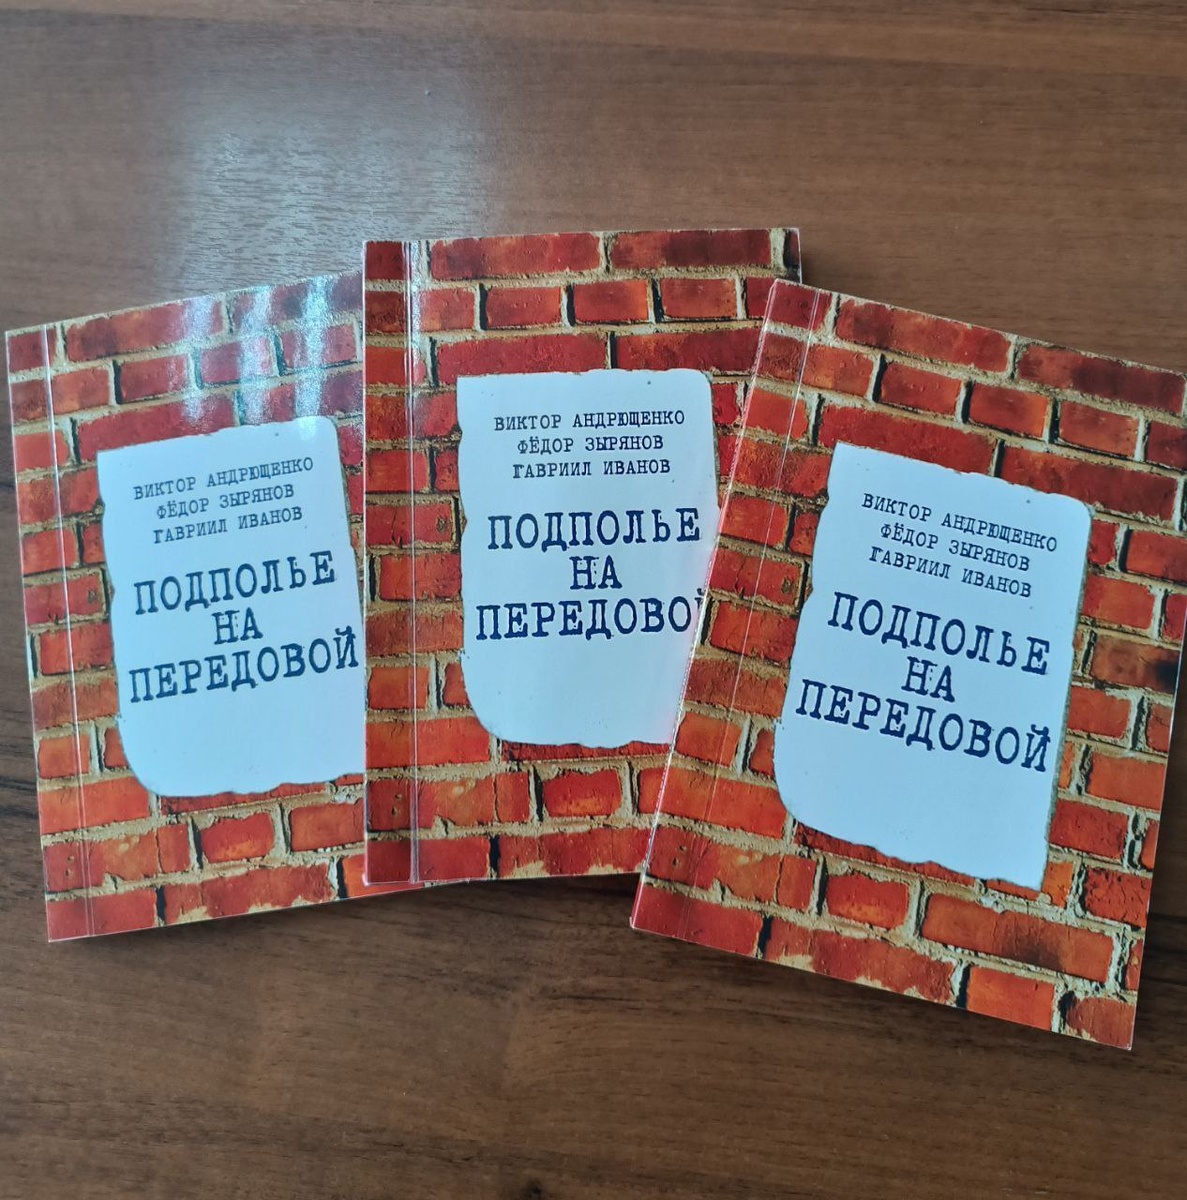 ВИКТОР АНДРЮЩЕНКО
ФЁДОР ЗЫРЯНОВ
ГАВРИИЛ ИВАНОВ
ПОДПОЛЬЕ
НА
ПЕРЕДОВОЙ
ВИКТОР АНДРЮЩЕНКО
ФЁДОР ЗЫРЯНОВ
ГАВРИИЛ ИВАНОВ
ПОДПОЛЬЕ
НА
ПЕРЕДОВОЙ
ВИКТОР АНДРЮЩЕНКО
ФЁДОР ЗЫРЯНОВ
ГАВРИИЛ ИВАНОВ
ПОДПОЛЬЕ
НА
ПЕРЕДОВОЙ